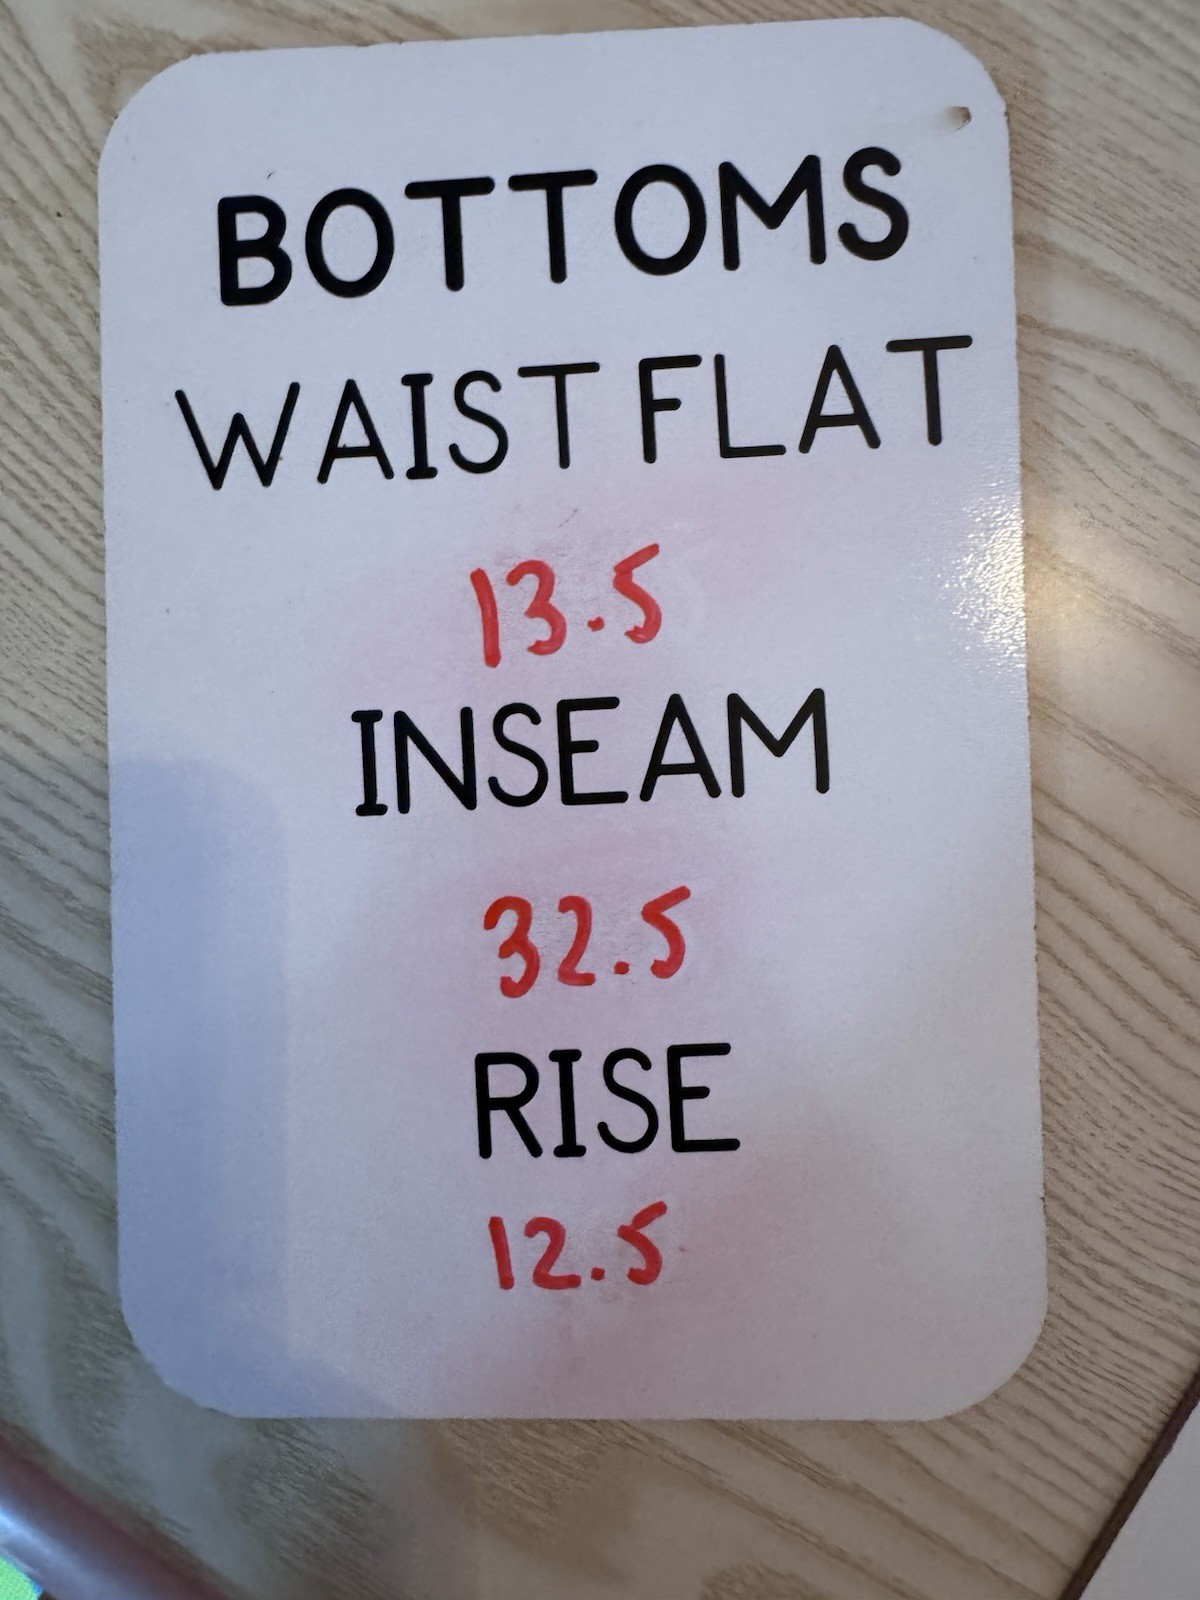 BOTTOMS
WAIST FLAT
13.5
INSEAM
32.5
RISE
12.5